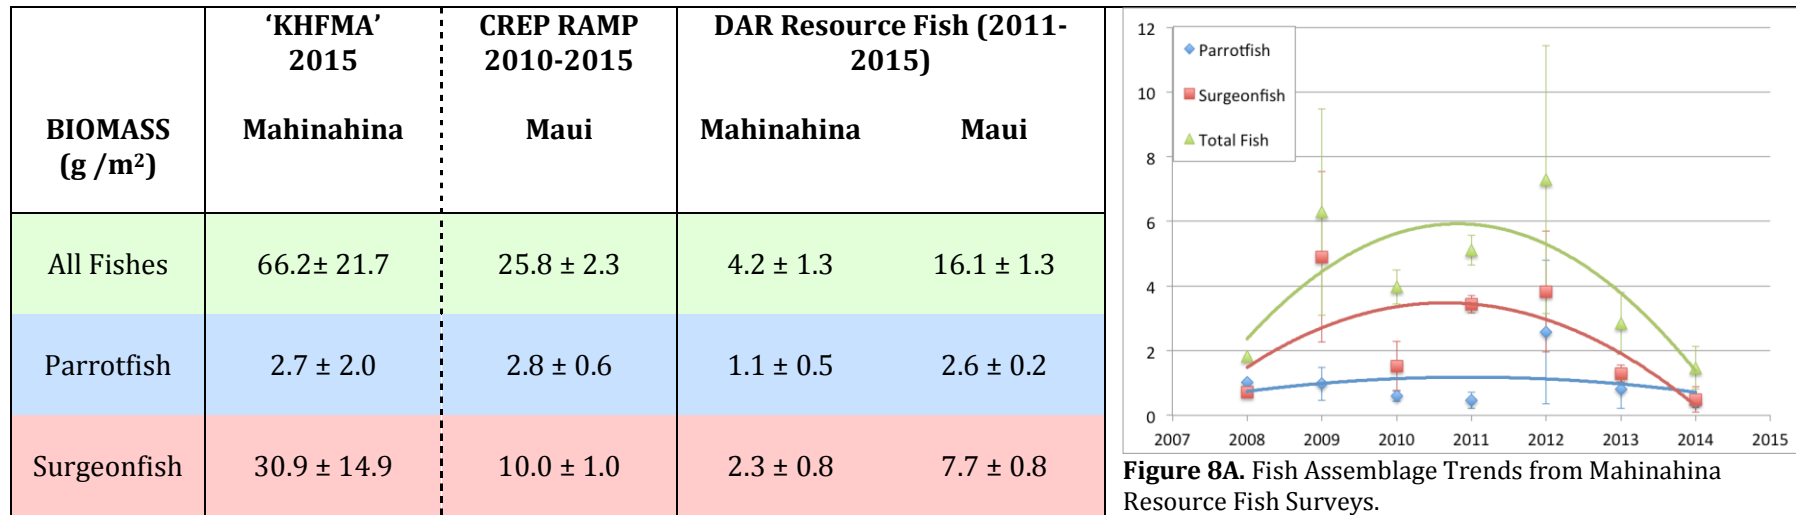 ‘KHFMA’ 2015
CREP RAMP 2010-2015
DAR Resource Fish (2011-2015)
BIOMASS (g /m²)
Mahinahina
Maui
Mahinahina
Maui
All Fishes
66.2± 21.7
25.8 ± 2.3
4.2 ± 1.3
16.1 ± 1.3
Parrotfish
2.7 ± 2.0
2.8 ± 0.6
1.1 ± 0.5
2.6 ± 0.2
Surgeonfish
30.9 ± 14.9
10.0 ± 1.0
2.3 ± 0.8
7.7 ± 0.8
12
10
8
6
4
2
0
Parrotfish
Surgeonfish
Total Fish
2007 2008 2009 2010 2011 2012 2013 2014 2015
Figure 8A. Fish Assemblage Trends from Mahinahina
Resource Fish Surveys.